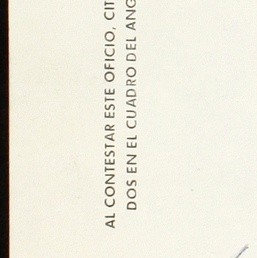 AL CONTESTAR ESTE OFICIO, CIT
DOS EN EL CUADRO DEL ANG